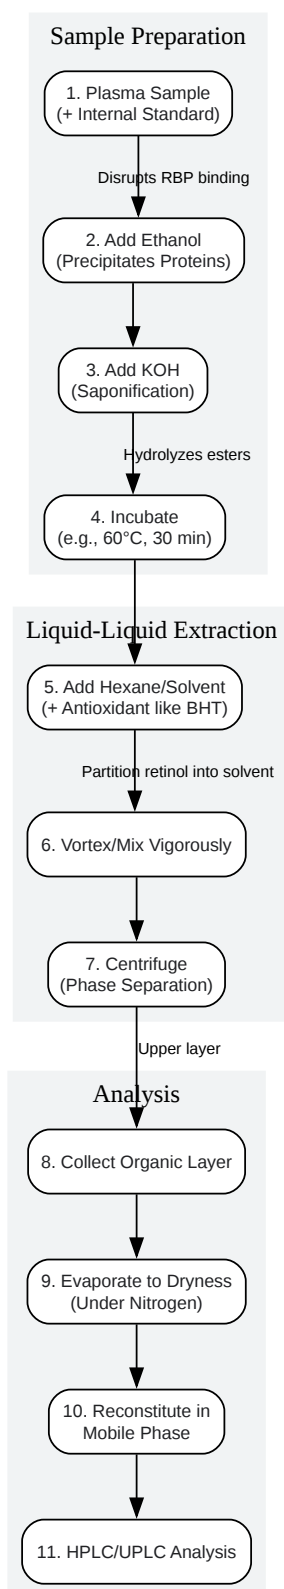 Sample Preparation
1. Plasma Sample
(+ Internal Standard)
Disrupts RBP binding
2. Add Ethanol
(Precipitates Proteins)
3. Add KOH
(Saponification)
Hydrolyzes esters
4. Incubate
(e.g., 60°C, 30 min)
Liquid-Liquid Extraction
5. Add Hexane/Solvent
(+ Antioxidant like BHT)
Partition retinol into solvent
6. Vortex/Mix Vigorously
7. Centrifuge
(Phase Separation)
Upper layer
Analysis
8. Collect Organic Layer
9. Evaporate to Dryness
(Under Nitrogen)
10. Reconstitute in
Mobile Phase
11. HPLC/UPLC Analysis